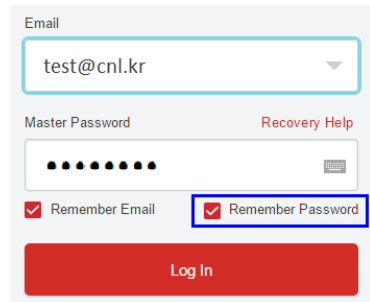 Email
test@cnl.kr
Master Password Recovery Help
●●●●●●●●
Remember Email Remember Password
Log In